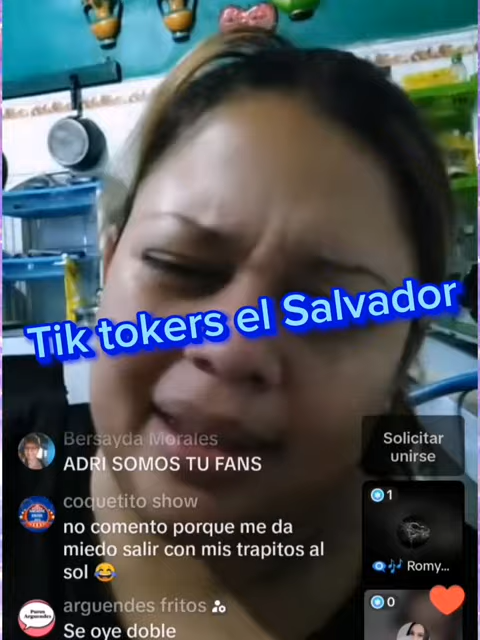 Tik tokers el Salvador
Bersayda Morales
ADRI SOMOS TU FANS
Solicitar
unirse
coquetito show
no comento porque me da
miedo salir con mis trapitos al
sol 😂
1
Romy...
arguendes fritos
Se oye doble
0